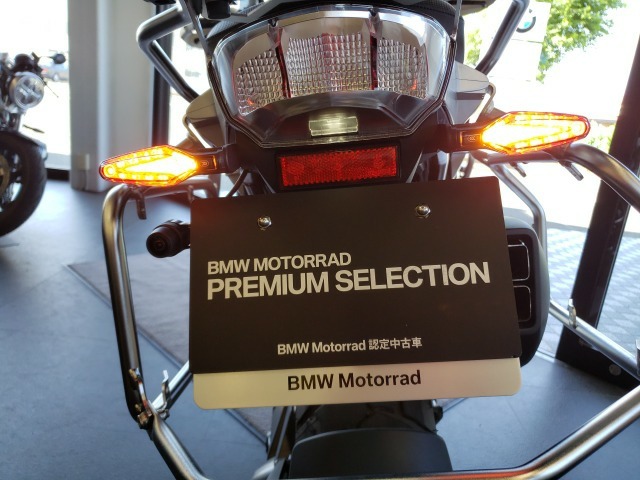 BMW MOTORRAD
PREMIUM SELECTION
BMW Motorrad 認定中古車
BMW Motorrad